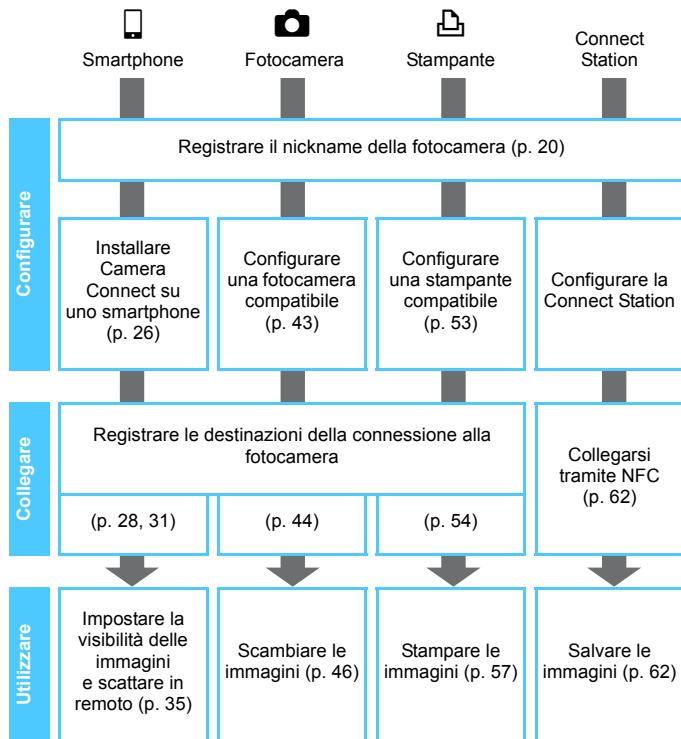 Smartphone
Fotocamera
Stampante
Connect
Station
Configurare
Registrare il nickname della fotocamera (p. 20)
Installare
Camera
Connect su
uno smartphone
(p. 26)
Configurare
una fotocamera
compatibile
(p. 43)
Configurare
una stampante
compatibile
(p. 53)
Configurare la
Connect Station
Collegare
Registrare le destinazioni della connessione alla
fotocamera
(p. 28, 31)
(p. 44)
(p. 54)
Collegarsi
tramite NFC
(p. 62)
Utilizzare
Impostare la
visibilità delle
immagini
e scattare in
remoto (p. 35)
Scambiare le
immagini (p. 46)
Stampare le
immagini (p. 57)
Salvare le
immagini (p. 62)